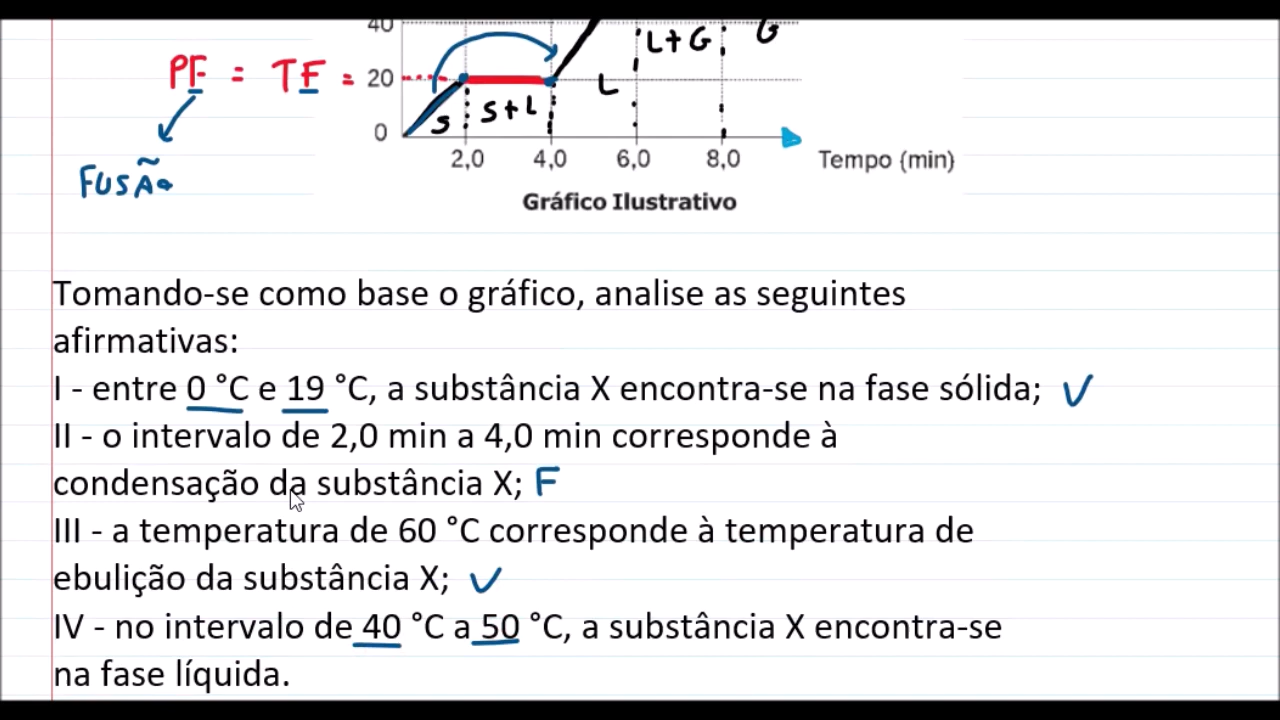 40
L+G G
PF = TF = 20
S S+L L
0
2,0 4,0 6,0 8,0 Tempo (min)
FUSÃO
Gráfico Ilustrativo
Tomando-se como base o gráfico, analise as seguintes
afirmativas:
I - entre 0 °C e 19 °C, a substância X encontra-se na fase sólida; V
II - o intervalo de 2,0 min a 4,0 min corresponde à
condensação da substância X; F
III - a temperatura de 60 °C corresponde à temperatura de
ebulição da substância X; V
IV - no intervalo de 40 °C a 50 °C, a substância X encontra-se
na fase líquida.